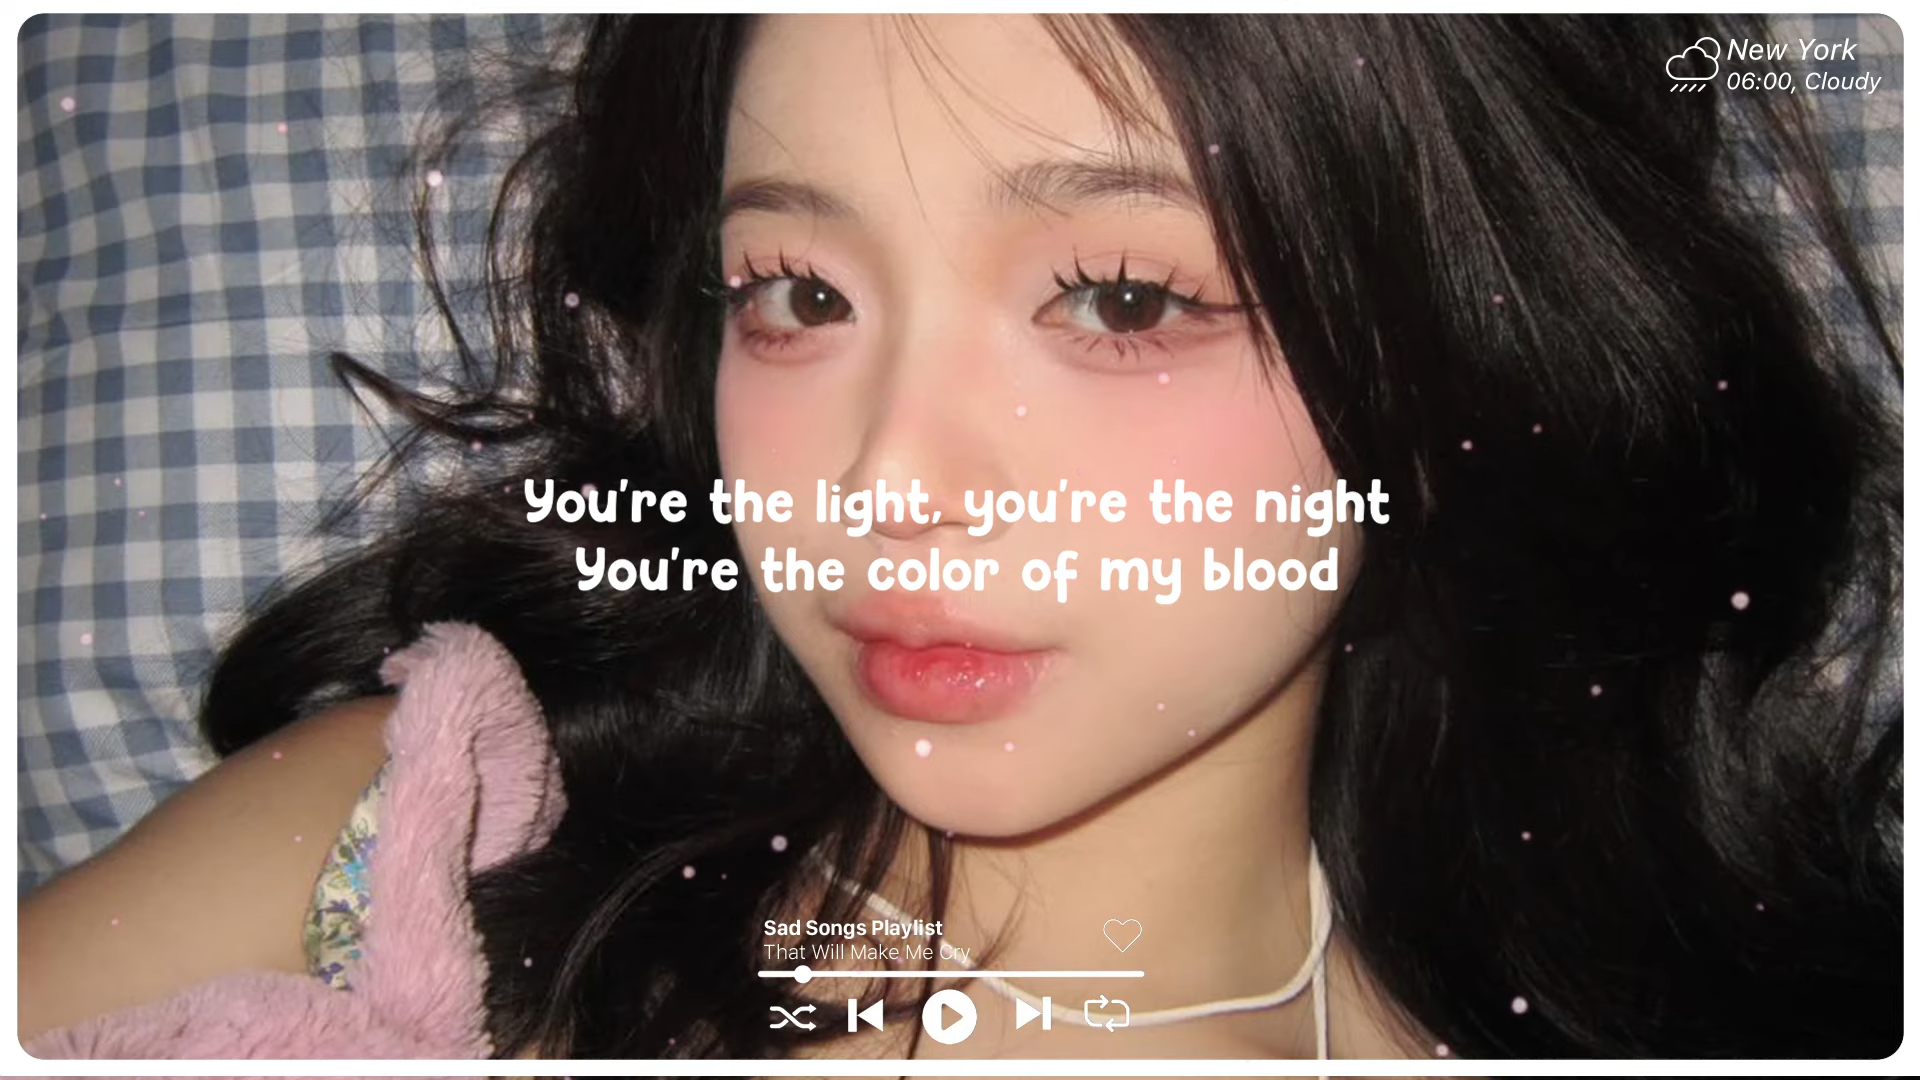 New York
06:00, Cloudy
You're the light, you're the night
You're the color of my blood
Sad Songs Playlist
That Will Make Me Cry